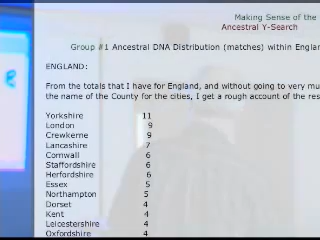 Making Sense of the
Ancestral Y-Search
Group #1 Ancestral DNA Distribution (matches) within Englan
ENGLAND:
From the totals that I have for England, and without going to very mu
the name of the County for the cities, I get a rough account of the res
Yorkshire 11
London 9
Crewkerne 9
Lancashire 7
Cornwall 6
Staffordshire 6
Herfordshire 6
Essex 5
Northampton 5
Dorset 4
Kent 4
Leicestershire 4
Oxfordshire 4